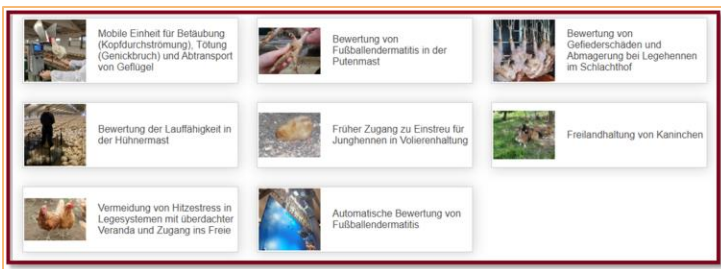 Mobile Einheit für Betäubung
(Kopfdurchströmung), Tötung
(Genickbruch) und Abtransport
von Geflügel
Bewertung von
Fußballendermatitis in der
Putenmast
Bewertung von
Gefiederschäden und
Abmagerung bei Legehennen
im Schlachthof
Bewertung der Lauffähigkeit in
der Hühnermast
Früher Zugang zu Einstreu für
Junghennen in Volierenhaltung
Freilandhaltung von Kaninchen
Vermeidung von Hitzestress in
Legesystemen mit überdachter
Veranda und Zugang ins Freie
Automatische Bewertung von
Fußballendermatitis